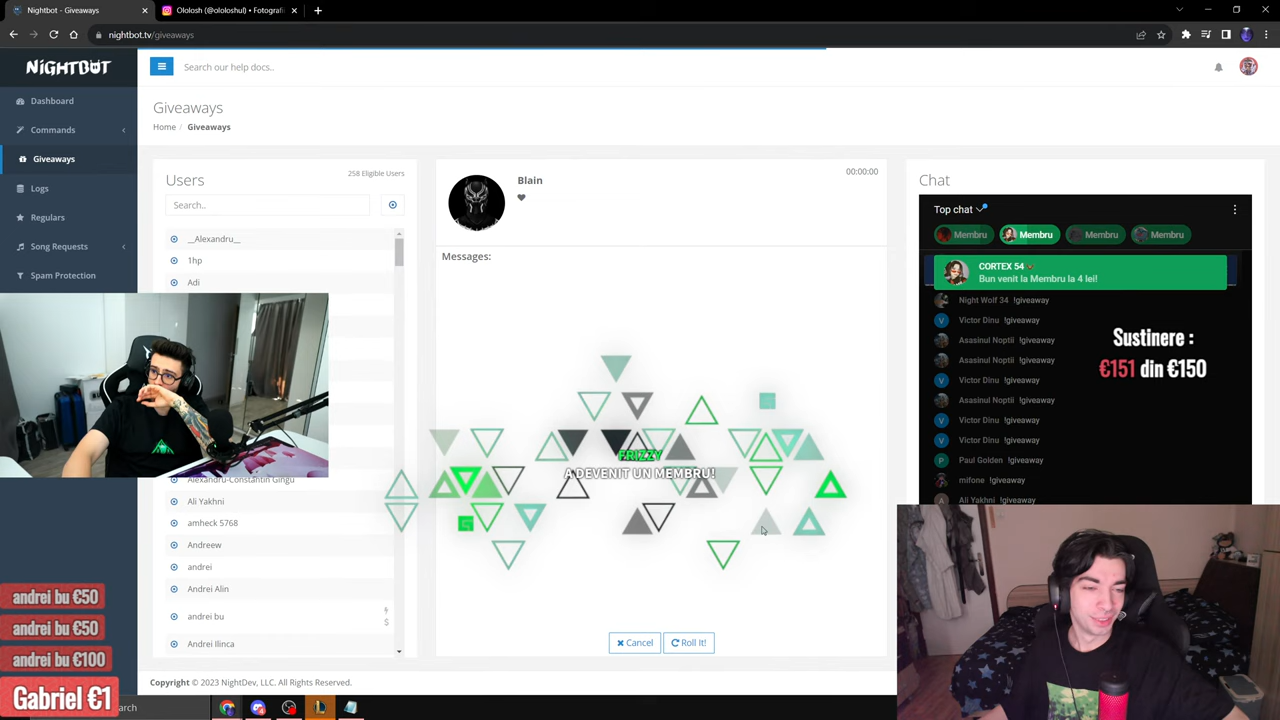 Nightbot - Giveaways
Ololosh (@ololoshul) • Fotografi
nightbot.tv/giveaways
NIGHTBOT
Search our help docs..
Dashboard
Commands
Giveaways
Logs
Regulars
Song Requests
Spam Protection
Giveaways
Home / Giveaways
Users
258 Eligible Users
Search..
__Alexandru__
1hp
Adi
Alexandru-Constantin Gingu
Ali Yakhni
amheck 5768
Andreew
andrei
Andrei Alin
andrei bu
Andrei Ilinca
Blain
00:00:00
Messages:
FRIZZY
A DEVENIT UN MEMBRU!
Cancel
Roll It!
Chat
Top chat
Membru
Membru
Membru
Membru
CORTEX 54
Bun venit la Membru la 4 lei!
Night Wolf 34 !giveaway
Victor Dinu !giveaway
Asasinul Noptii !giveaway
Asasinul Noptii !giveaway
Victor Dinu !giveaway
Asasinul Noptii !giveaway
Victor Dinu !giveaway
Victor Dinu !giveaway
Paul Golden !giveaway
mifone !giveaway
Ali Yakhni !giveaway
Sustinere :
€151 din €150
andrei bu €50
andrei bu €50
andrei bu €100
Gabriel €1
Copyright © 2023 NightDev, LLC. All Rights Reserved.